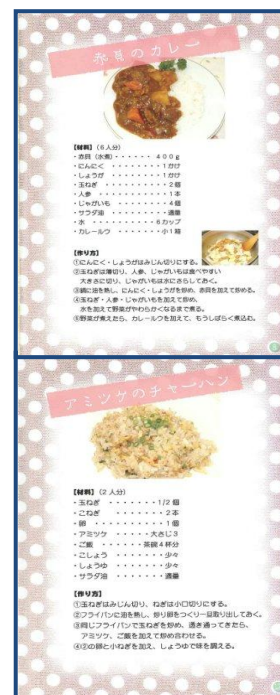 赤貝のカレー
【材料】(6人分)
・赤貝(水煮)・・・・・・400g
・にんにく・・・・・・・1かけ
・しょうが・・・・・・・1かけ
・玉ねぎ・・・・・・・・2個
・人参・・・・・・・・・1本
・じゃがいも・・・・・・4個
・サラダ油・・・・・・・適量
・水・・・・・・・・・6カップ
・カレールウ・・・・・小1箱
【作り方】
①にんにく・しょうがはみじん切りにする。
②玉ねぎは薄切り、人参、じゃがいもは食べやすい
大きさに切り、じゃがいもは水にさらしておく。
③鍋に油を熱し、にんにく・しょうがを炒め、赤貝を加えて炒める。
④玉ねぎ・人参・じゃがいもを加えて炒め、
水を加えて野菜がやわらかくなるまで煮る。
⑤野菜が煮えたら、カレールウを加えて、もうしばらく煮込む。
アミツケのチャーハン
【材料】(2人分)
・玉ねぎ・・・・・・・1/2個
・こねぎ・・・・・・・2本
・卵・・・・・・・・・1個
・アミツケ・・・・・大さじ3
・ご飯・・・・・・茶碗4杯分
・こしょう・・・・・・少々
・しょうゆ・・・・・・少々
・サラダ油・・・・・・適量
【作り方】
①玉ねぎはみじん切り、ねぎは小口切りにする。
②フライパンに油を熱し、炒り卵をつくり一旦取り出しておく。
③同じフライパンで玉ねぎを炒め、透き通ってきたら、
アミツケ、ご飯を加えて炒め合わせる。
④②の卵と小ねぎを加え、しょうゆで味を調える。